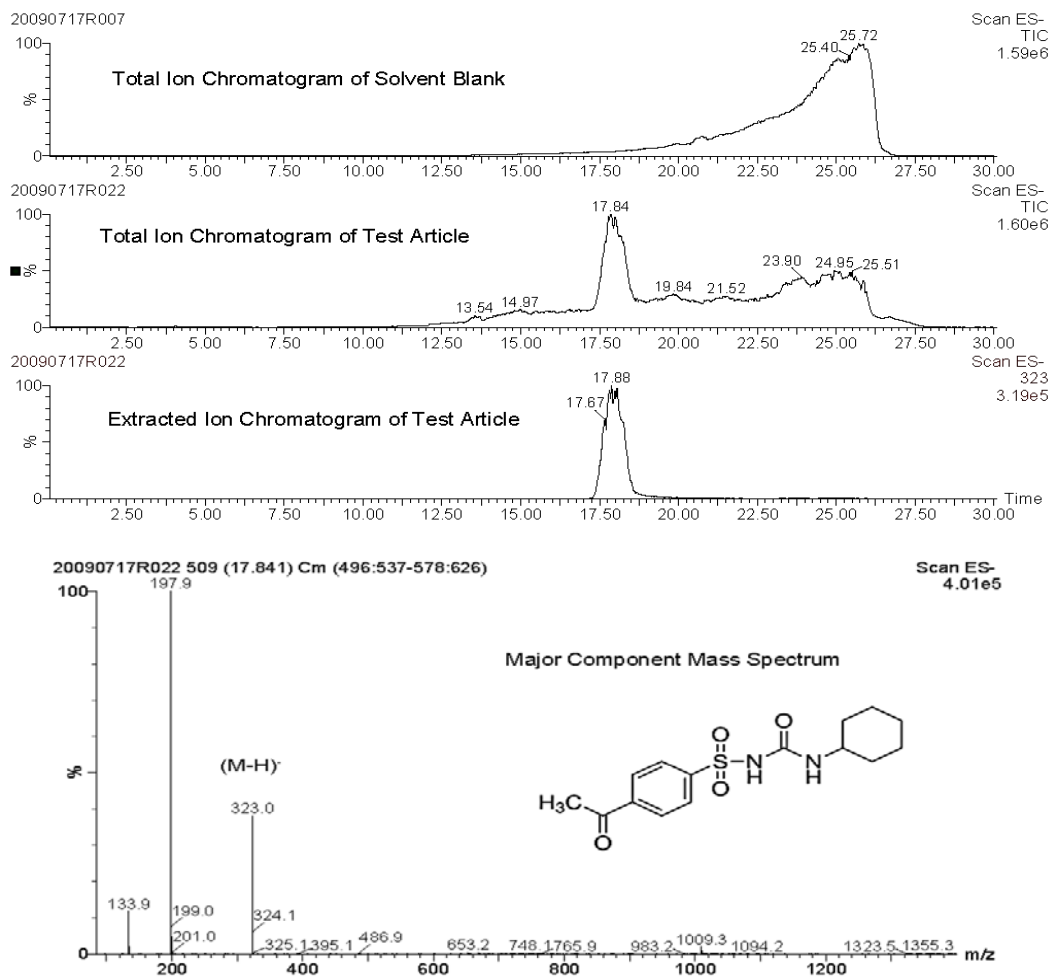 20090717R007
Scan ES-
TIC
1.59e6
100
25.40
25.72
Total Ion Chromatogram of Solvent Blank
%
0
2.50 5.00 7.50 10.00 12.50 15.00 17.50 20.00 22.50 25.00 27.50 30.00
20090717R022
Scan ES-
TIC
1.60e6
100
17.84
Total Ion Chromatogram of Test Article
%
13.54 14.97 19.84 21.52 23.90 24.95 25.51
0
2.50 5.00 7.50 10.00 12.50 15.00 17.50 20.00 22.50 25.00 27.50 30.00
20090717R022
Scan ES-
323
3.19e5
100
17.88
17.67
Extracted Ion Chromatogram of Test Article
%
0
Time
2.50 5.00 7.50 10.00 12.50 15.00 17.50 20.00 22.50 25.00 27.50 30.00
20090717R022 509 (17.841) Cm (496:537-578:626)
Scan ES-
4.01e5
100
197.9
Major Component Mass Spectrum
%
(M-H)-
323.0
O
O
S
O
N
H
N
H
H3C
O
133.9
199.0
201.0
324.1
325.1 395.1 486.9 653.2 748.1 765.9 983.2 1009.3 1094.2 1323.5 1355.3
0
m/z
200 400 600 800 1000 1200